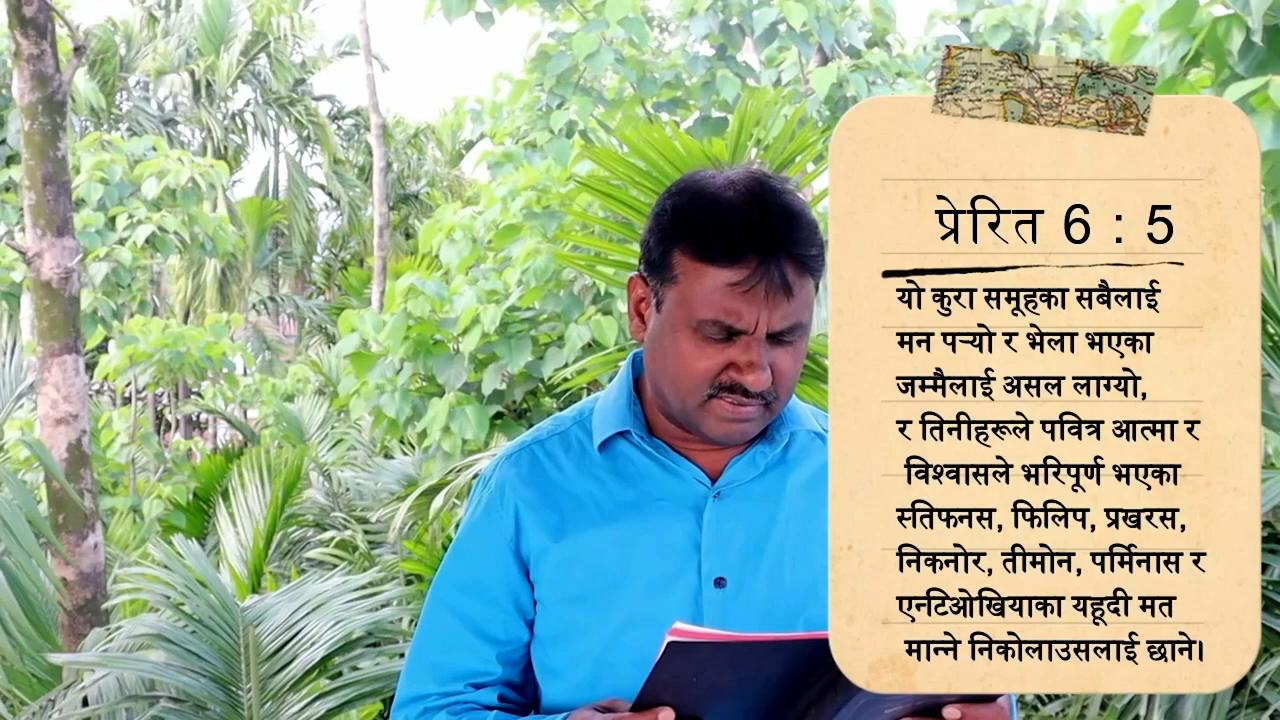 प्रेरित 6 : 5
यो कुरा समूहका सबैलाई
मन पऱ्यो र भेला भएका
जम्मैलाई असल लाग्यो,
र तिनीहरूले पवित्र आत्मा र
विश्वासले भरिपूर्ण भएका
स्तिफनस, फिलिप, प्रखरस,
निकनोर, तीमोन, पर्मिनास र
एन्टिओखियाका यहूदी मत
मान्ने निकोलाउसलाई छाने।